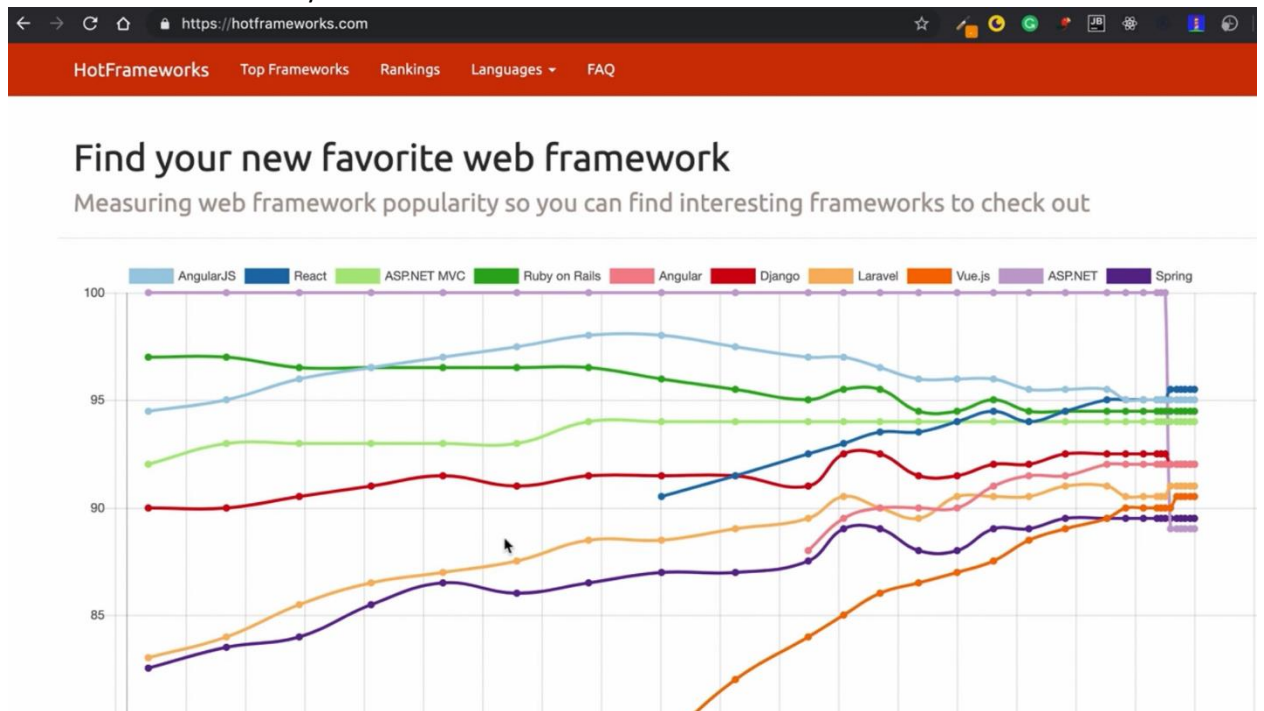 https://hotframeworks.com
JB
HotFrameworks Top Frameworks Rankings Languages FAQ
Find your new favorite web framework
Measuring web framework popularity so you can find interesting frameworks to check out
AngularJS React ASP.NET MVC Ruby on Rails Angular Django Laravel Vue.js ASP.NET Spring
100
95
90
85